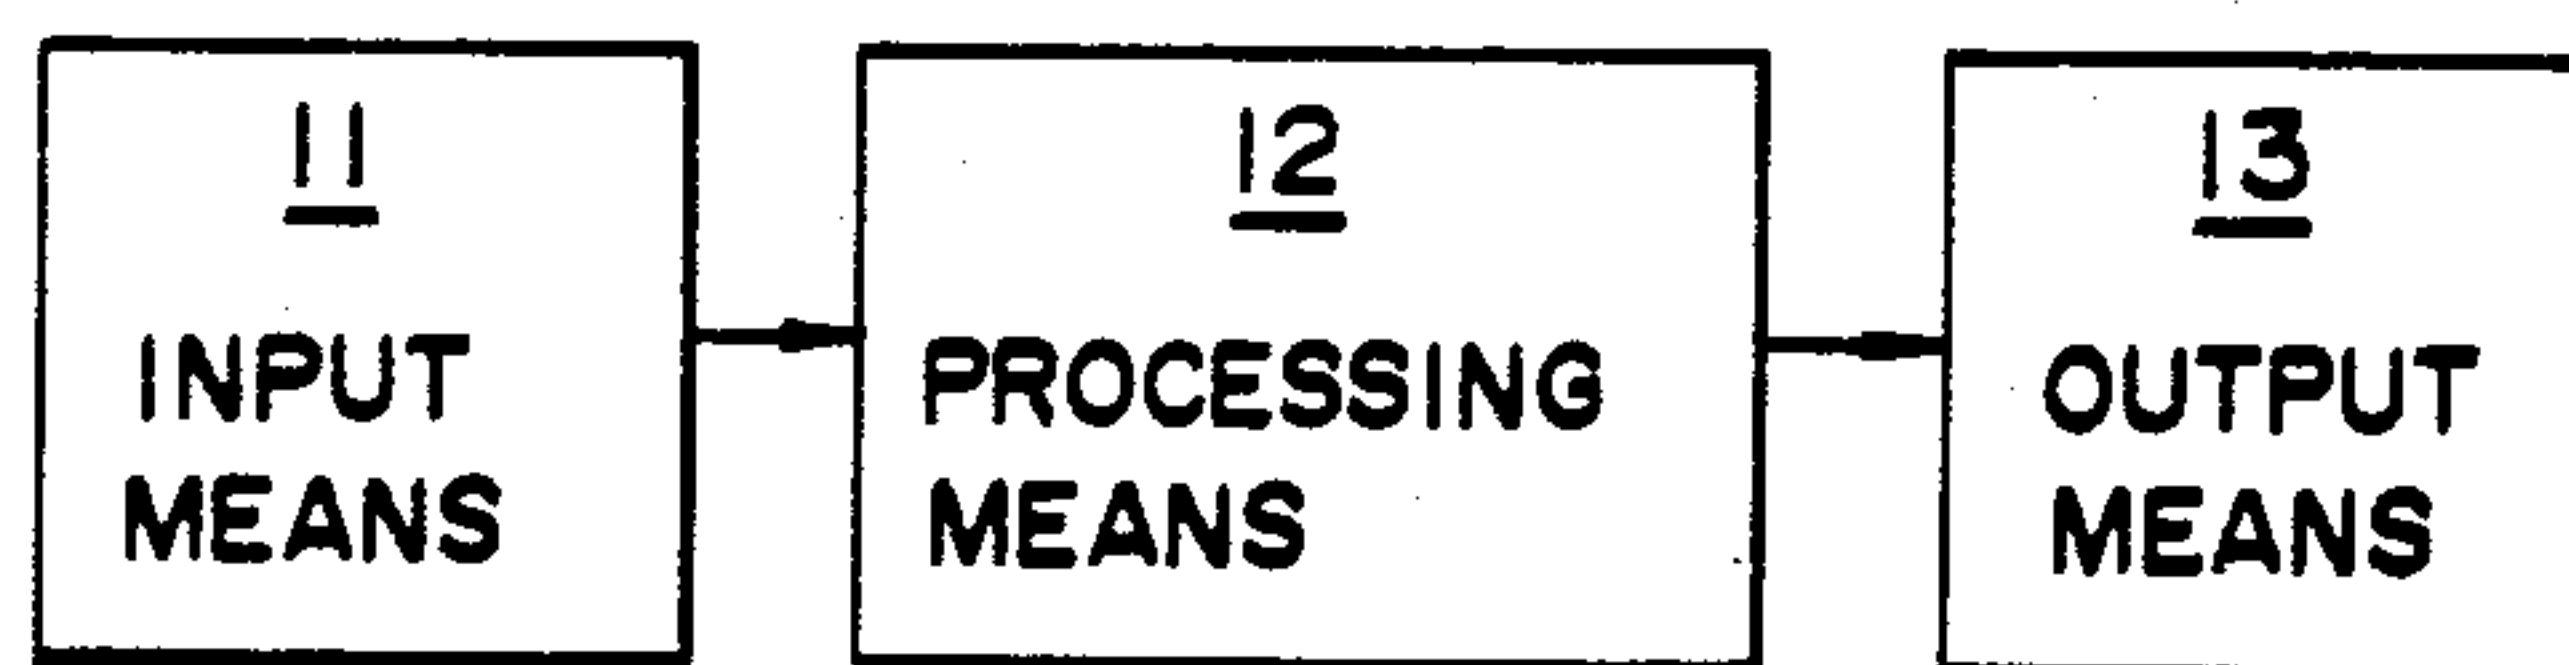 11
INPUT
MEANS
12
PROCESSING
MEANS
13
OUTPUT
MEANS